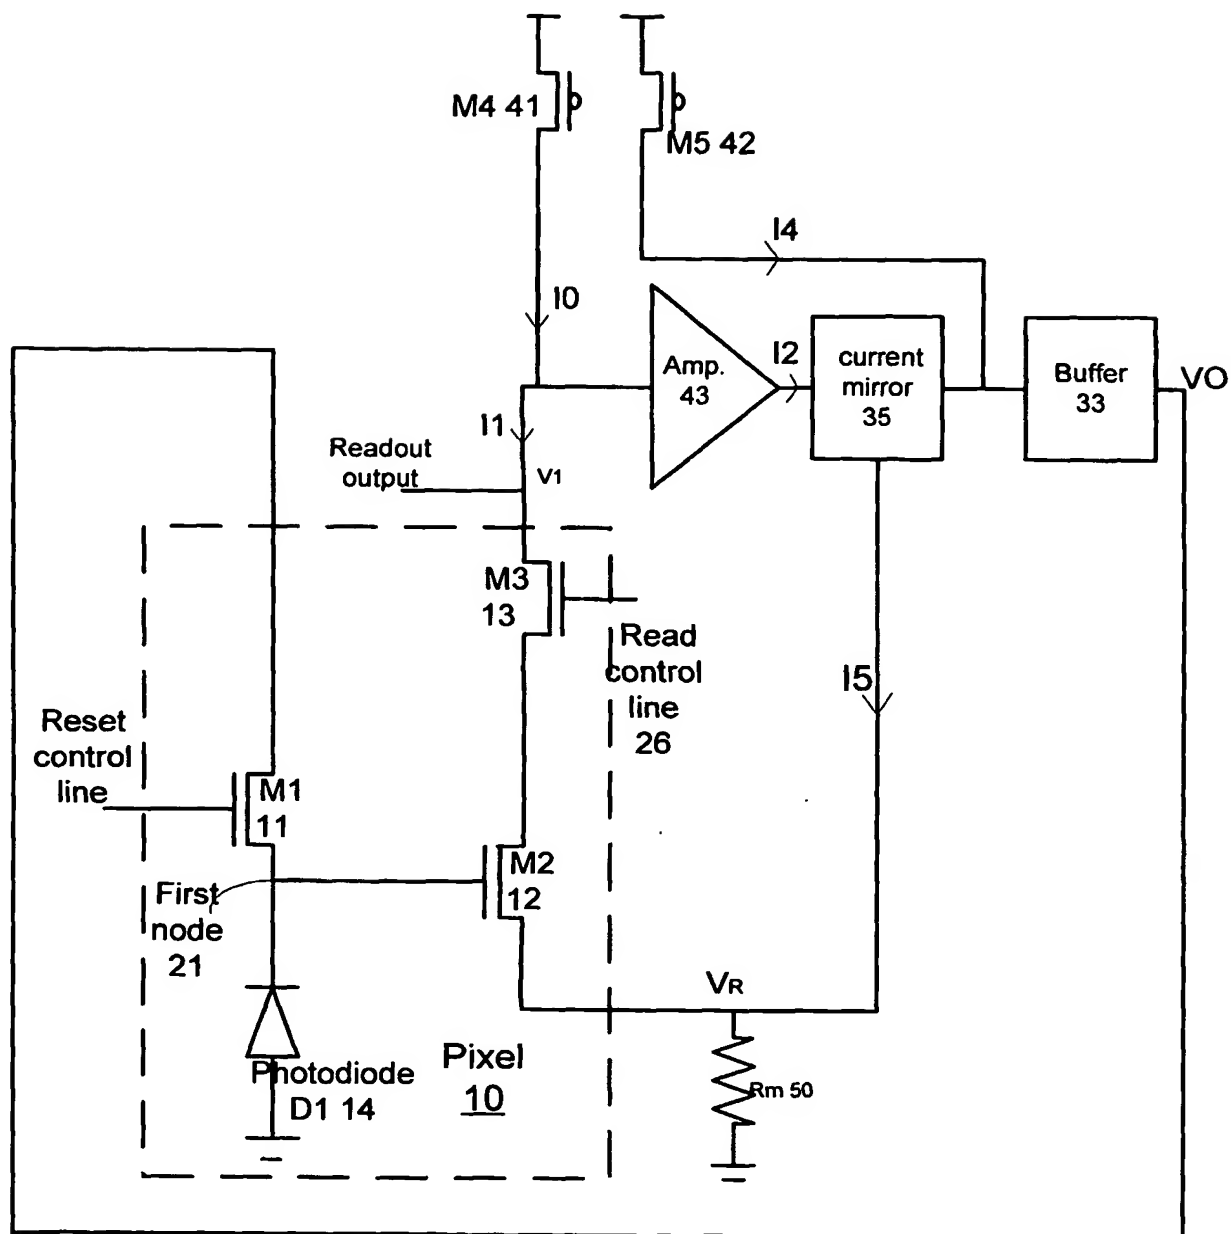 M4 41
M5 42
I4
I0
Amp.
43
I2
current
mirror
35
Buffer
33
VO
I1
Readout
output
V1
M3
13
Read
control
line
26
I5
Reset
control
line
M1
11
M2
12
First
node
21
VR
Photodiode
D1 14
Pixel
10
Rm 50